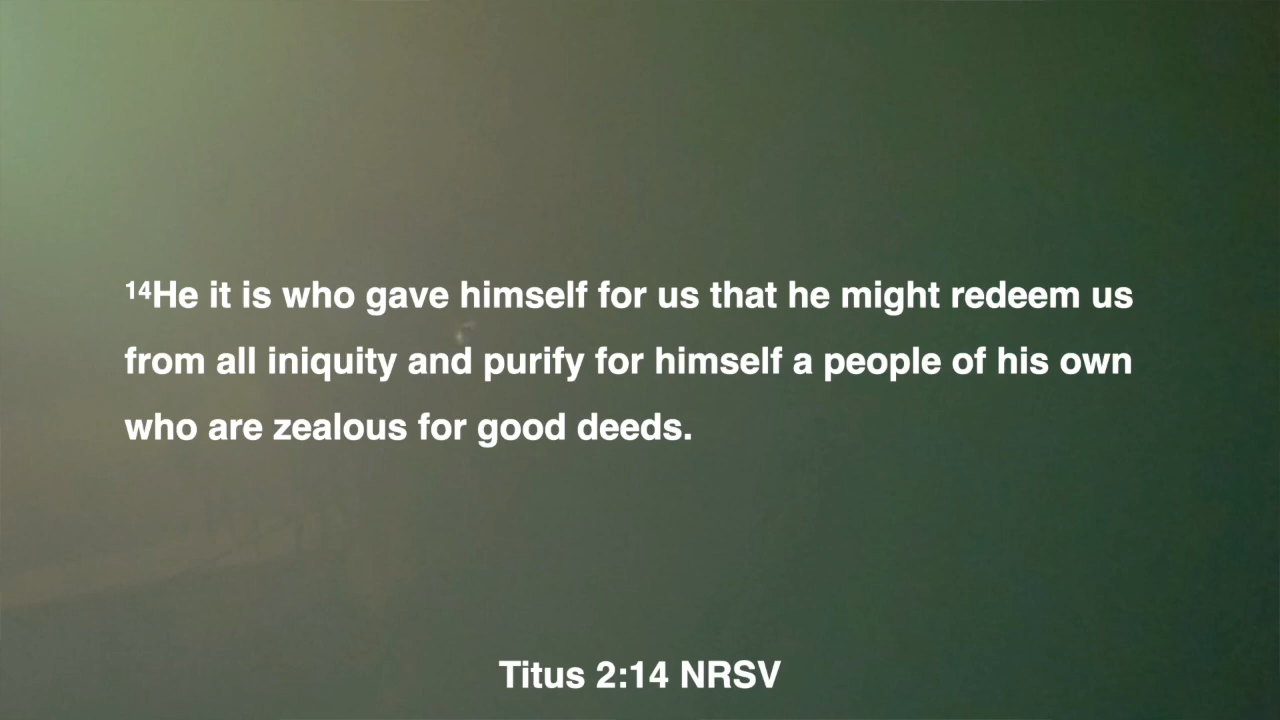 14He it is who gave himself for us that he might redeem us
from all iniquity and purify for himself a people of his own
who are zealous for good deeds.
Titus 2:14 NRSV